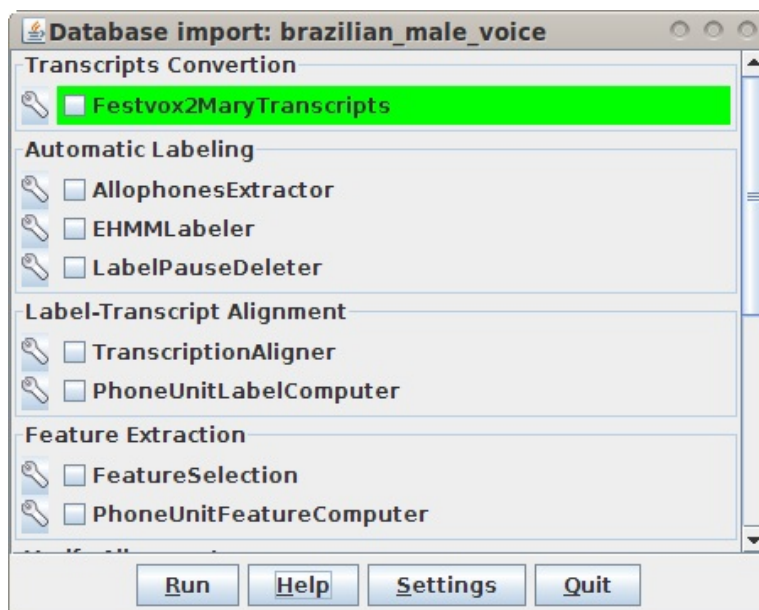 Database import: brazilian_male_voice
Transcripts Convertion
Festvox2MaryTranscripts
Automatic Labeling
AllophonesExtractor
EHMMLabeler
LabelPauseDeleter
Label-Transcript Alignment
TranscriptionAligner
PhoneUnitLabelComputer
Feature Extraction
FeatureSelection
PhoneUnitFeatureComputer
Run Help Settings Quit